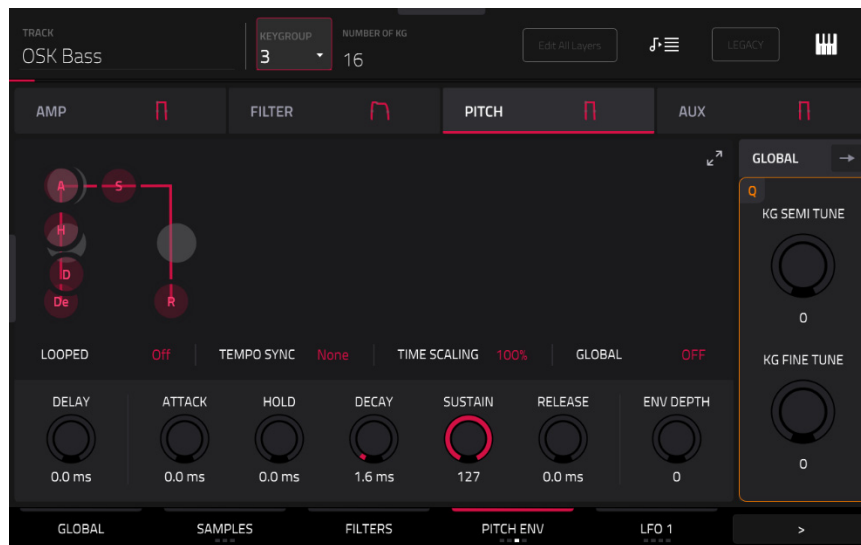 TRACK
OSK Bass
KEYGROUP
3
NUMBER OF KG
16
Edit All Layers
LEGACY
AMP
FILTER
PITCH
AUX
A
S
H
D
De
R
GLOBAL
Q
KG SEMI TUNE
0
KG FINE TUNE
0
LOOPED Off TEMPO SYNC None TIME SCALING 100% GLOBAL OFF
DELAY ATTACK HOLD DECAY SUSTAIN RELEASE ENV DEPTH
0.0 ms 0.0 ms 0.0 ms 1.6 ms 127 0.0 ms 0
GLOBAL SAMPLES FILTERS PITCH ENV LFO 1 >